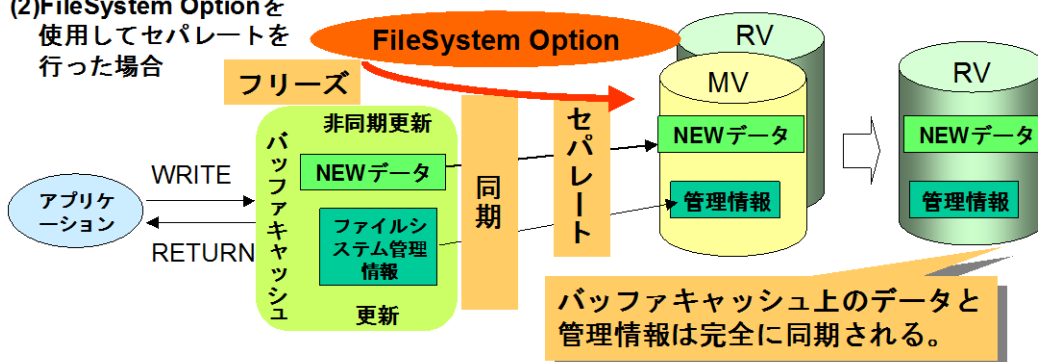 (2)FileSystem Optionを
使用してセパレートを
行った場合
FileSystem Option
RV
MV
RV
フリーズ
非同期更新
バッファキャッシュ
NEWデータ
同期
セパレート
NEWデータ
NEWデータ
WRITE
アプリケ
ーション
RETURN
ファイルシ
ステム管理
情報
管理情報
管理情報
更新
バッファキャッシュ上のデータと
管理情報は完全に同期される。